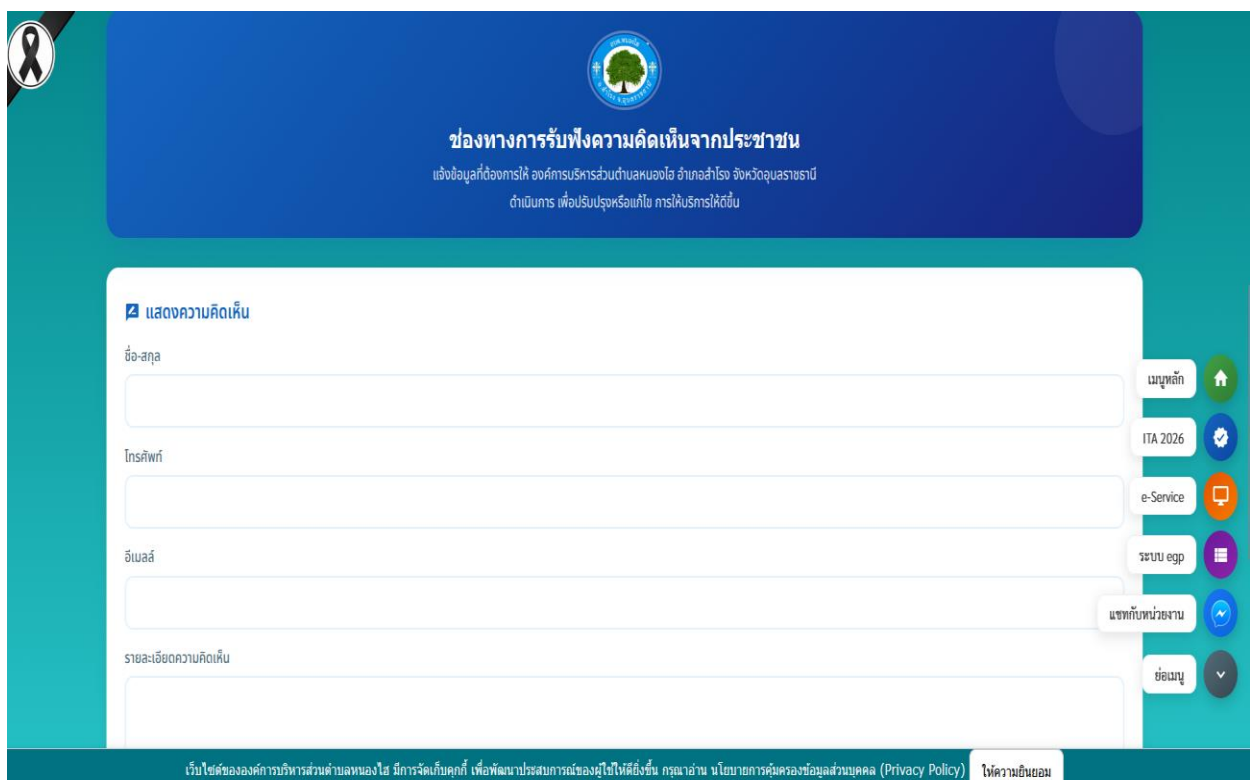 ช่องทางการรับฟังความคิดเห็นจากประชาชน
แจ้งข้อมูลที่ต้องการให้ องค์การบริหารส่วนตำบลหนองไฮ อำเภอสำโรง จังหวัดอุบลราชธานี
ดำเนินการ เพื่อปรับปรุงหรือแก้ไข การให้บริการให้ดีขึ้น
แสดงความคิดเห็น
ชื่อ-สกุล
โทรศัพท์
อีเมลล์
รายละเอียดความคิดเห็น
เมนูหลัก
ITA 2026
e-Service
ระบบ egp
แชทกับหน่วยงาน
ย่อเมนู
เว็บไซต์ขององค์การบริหารส่วนตำบลหนองไฮ มีการจัดเก็บคุกกี้ เพื่อพัฒนาประสบการณ์ของผู้ใช้ให้ดียิ่งขึ้น กรุณาอ่าน นโยบายการคุ้มครองข้อมูลส่วนบุคคล (Privacy Policy) ให้ความยินยอม